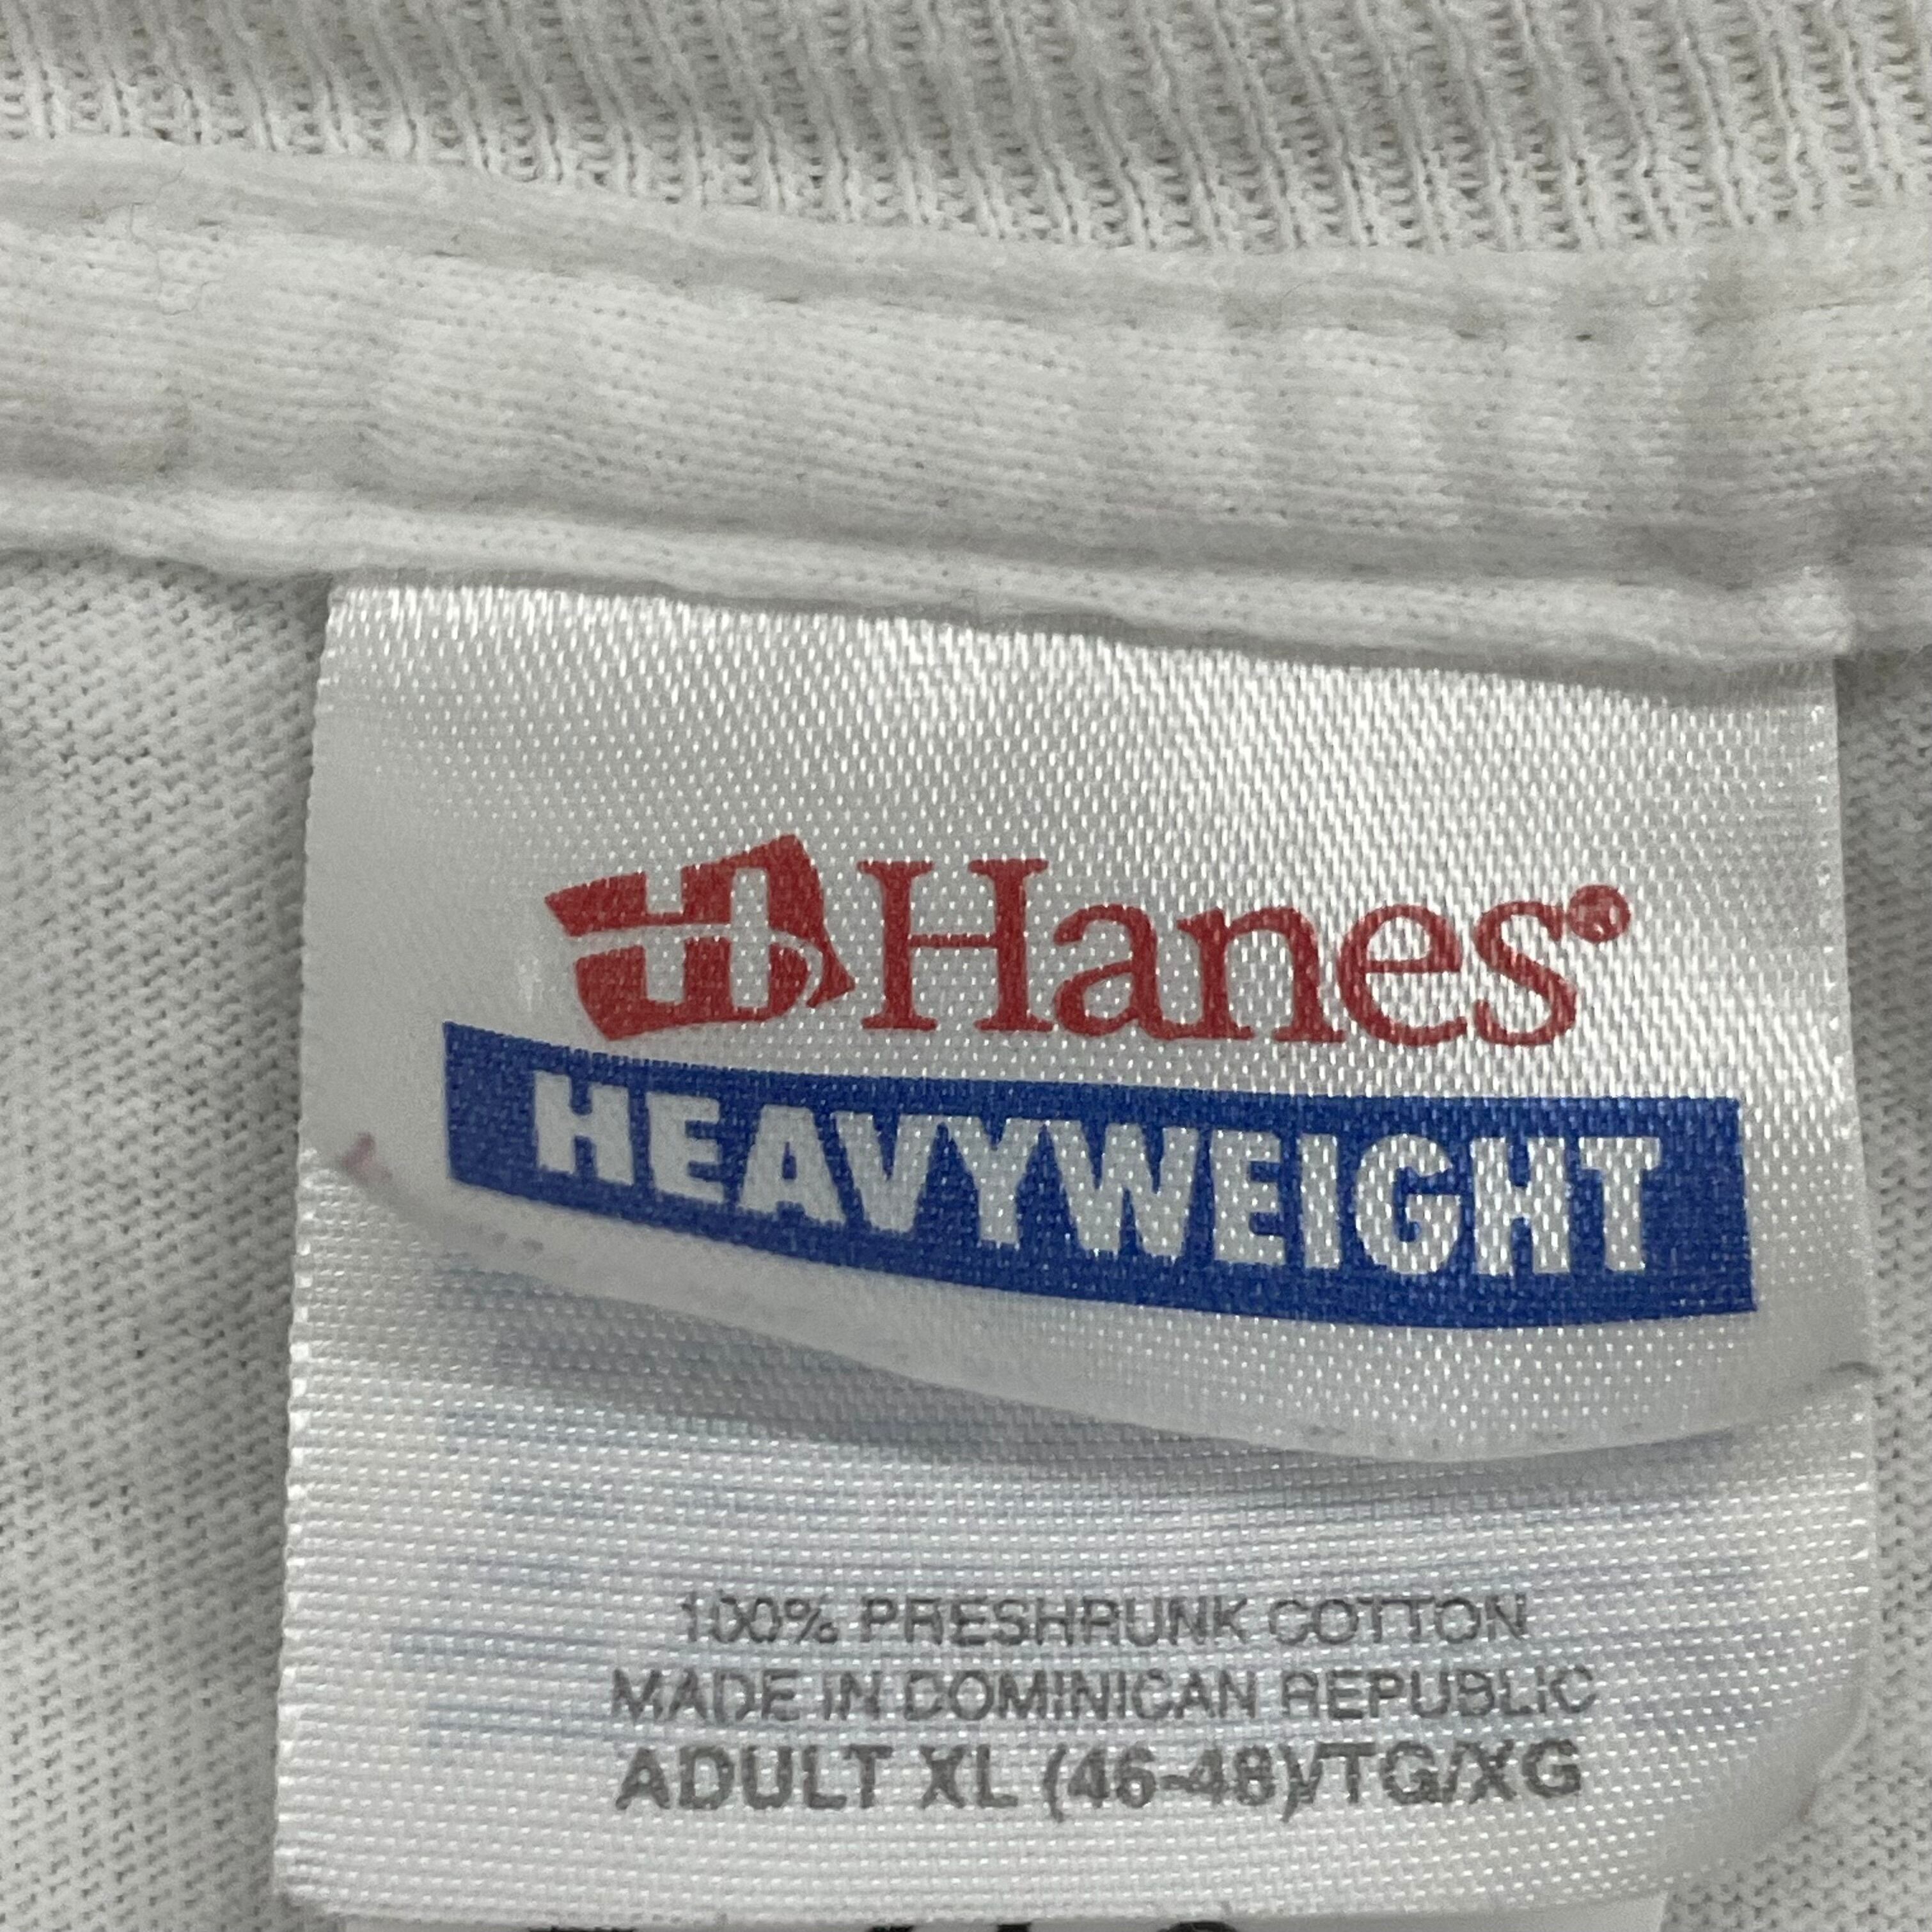 Hanes®
HEAVYWEIGHT
100% PRESHRUNK COTTON
MADE IN DOMINICAN REPUBLIC
ADULT XL (46-48)/TG/XG